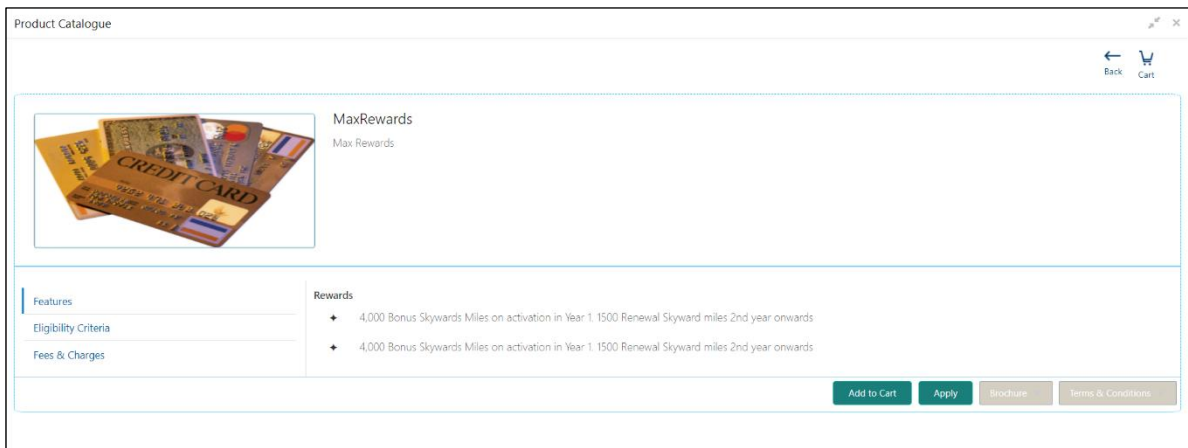 Product Catalogue
Back
Cart
CREDIT CARD
MaxRewards
Max Rewards
Features
Eligibility Criteria
Fees & Charges
Rewards
4,000 Bonus Skywards Miles on activation in Year 1. 1500 Renewal Skyward miles 2nd year onwards
4,000 Bonus Skywards Miles on activation in Year 1. 1500 Renewal Skyward miles 2nd year onwards
Add to Cart
Apply
Brochure
Terms & Conditions